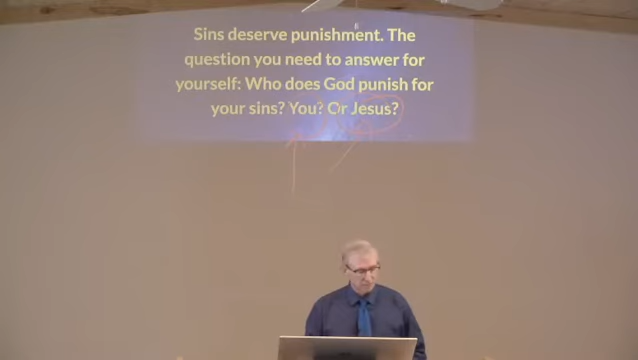 Sins deserve punishment. The
question you need to answer for
yourself: Who does God punish for
your sins? You? Or Jesus?